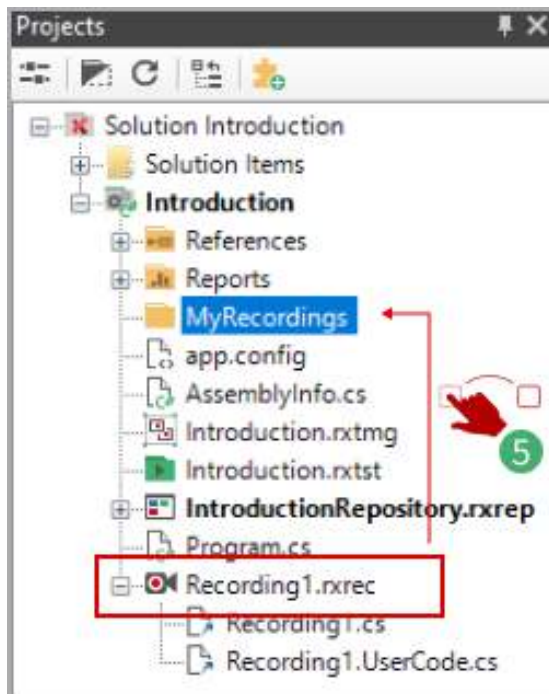 Projects
Solution Introduction
Solution Items
Introduction
References
Reports
MyRecordings
app.config
AssemblyInfo.cs
Introduction.rxtmg
5
Introduction.rxtst
IntroductionRepository.rxrep
Program.cs
Recording1.rxrec
Recording1.cs
Recording1.UserCode.cs